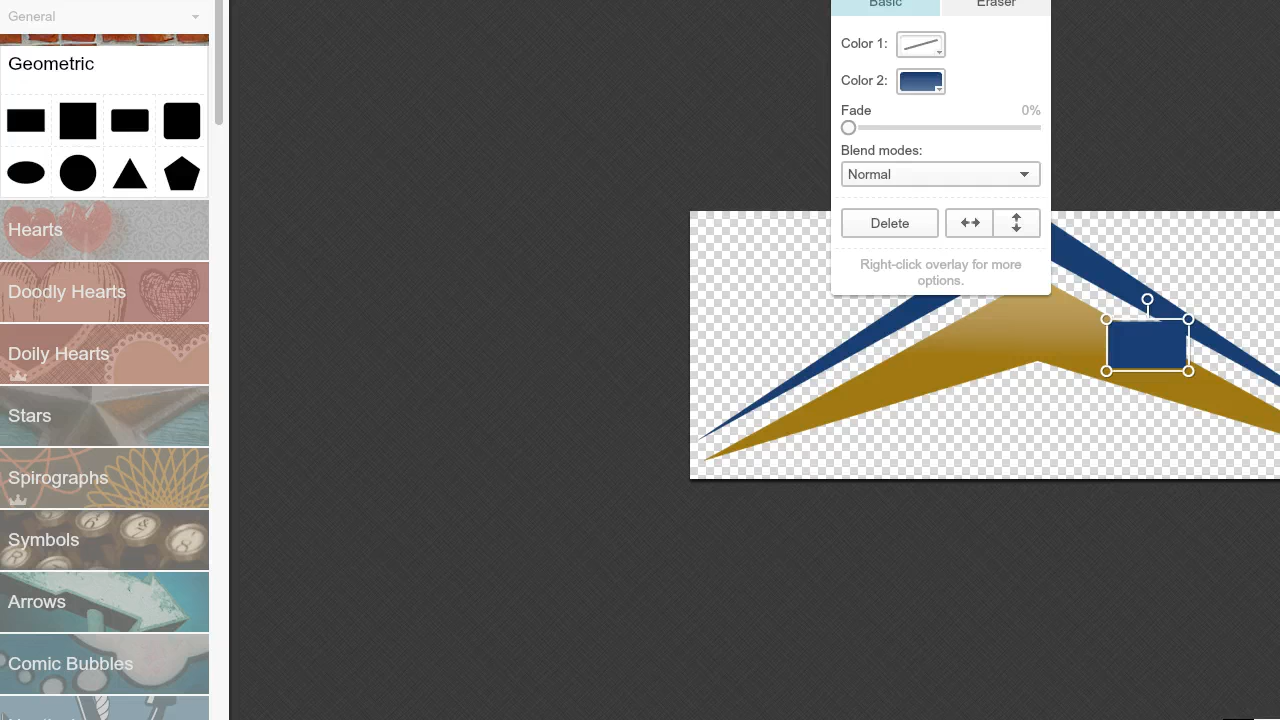 General
Geometric
Hearts
Doodly Hearts
Doily Hearts
Stars
Spirographs
Symbols
Arrows
Comic Bubbles
Basic
Eraser
Color 1:
Color 2:
Fade
0%
Blend modes:
Normal
Delete
Right-click overlay for more
options.